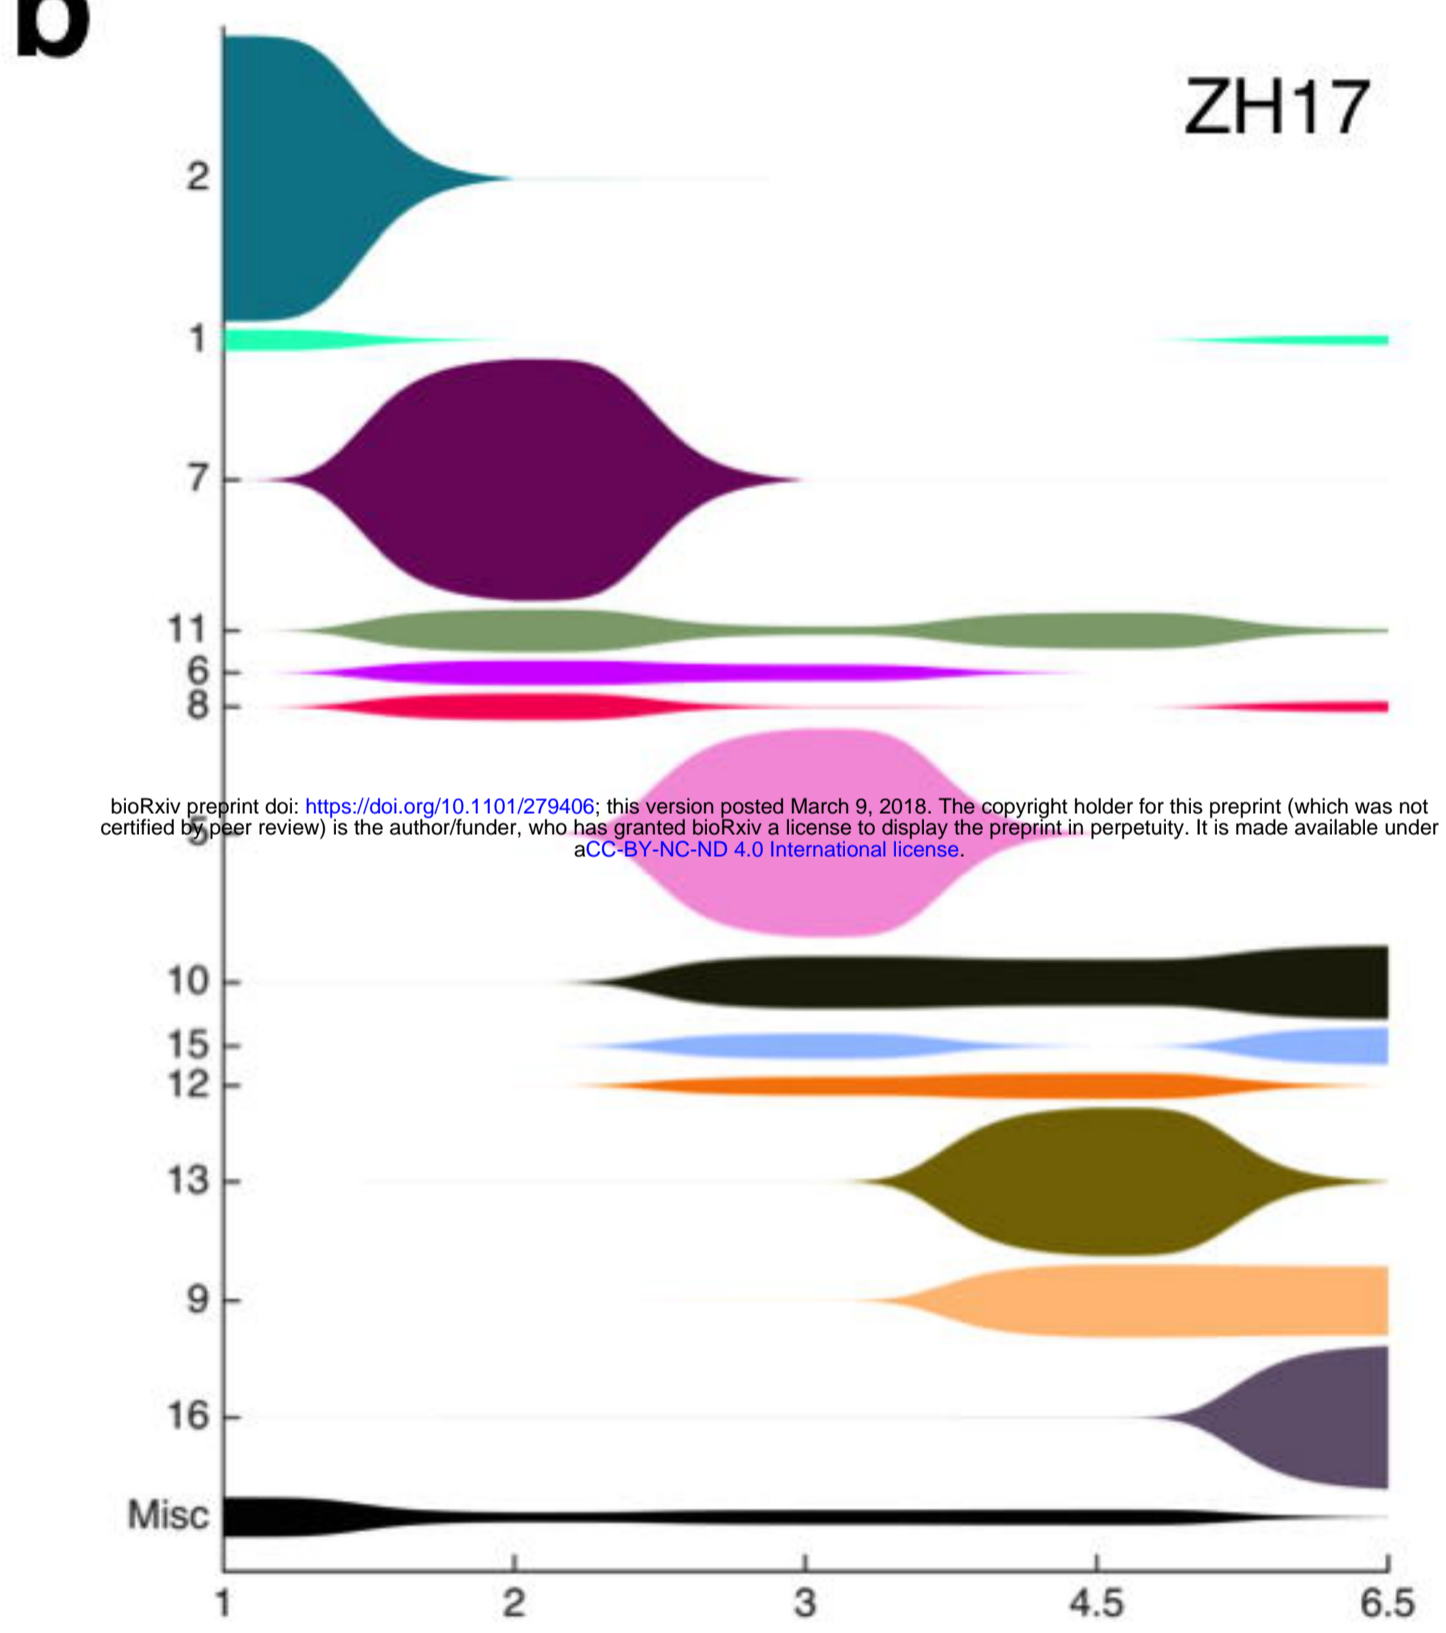 b
ZH17
2
1
7
11
6
8
bioRxiv preprint doi: https://doi.org/10.1101/279406; this version posted March 9, 2018. The copyright holder for this preprint (which was not
certified by peer review) is the author/funder, who has granted bioRxiv a license to display the preprint in perpetuity. It is made available under
5
aCC-BY-NC-ND 4.0 International license.
10
15
12
13
9
16
Misc
1 2 3 4.5 6.5